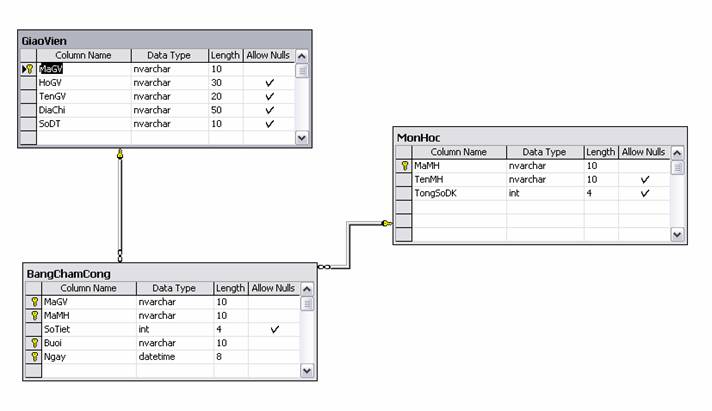 GiaoVien
Column Name Data Type Length Allow Nulls
MaGV nvarchar 10
HoGV nvarchar 30
TenGV nvarchar 20
DiaChi nvarchar 50
SoDT nvarchar 10
MonHoc
Column Name Data Type Length Allow Nulls
MaMH nvarchar 10
TenMH nvarchar 10
TongSoDK int 4
BangChamCong
Column Name Data Type Length Allow Nulls
MaGV nvarchar 10
MaMH nvarchar 10
SoTiet int 4
Buoi nvarchar 10
Ngay datetime 8